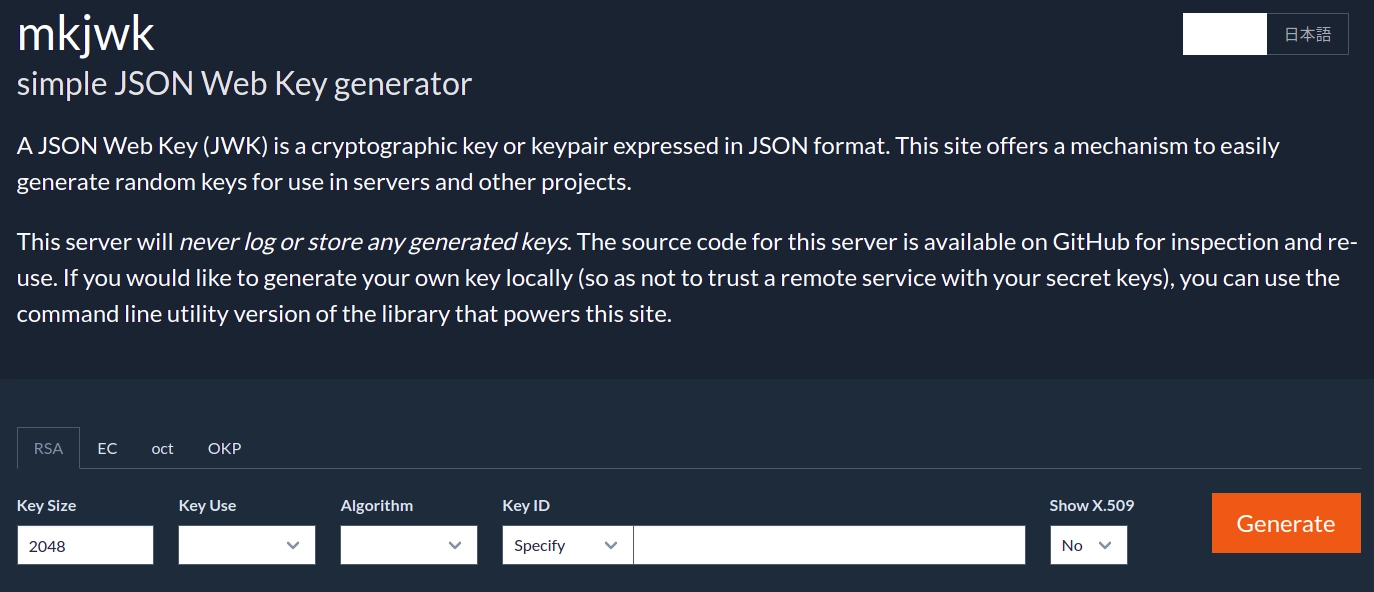 mkjwk
日本語
simple JSON Web Key generator
A JSON Web Key (JWK) is a cryptographic key or keypair expressed in JSON format. This site offers a mechanism to easily
generate random keys for use in servers and other projects.
This server will never log or store any generated keys. The source code for this server is available on GitHub for inspection and re-
use. If you would like to generate your own key locally (so as not to trust a remote service with your secret keys), you can use the
command line utility version of the library that powers this site.
RSA EC oct OKP
Key Size Key Use Algorithm Key ID Show X.509
Generate
2048 Specify No